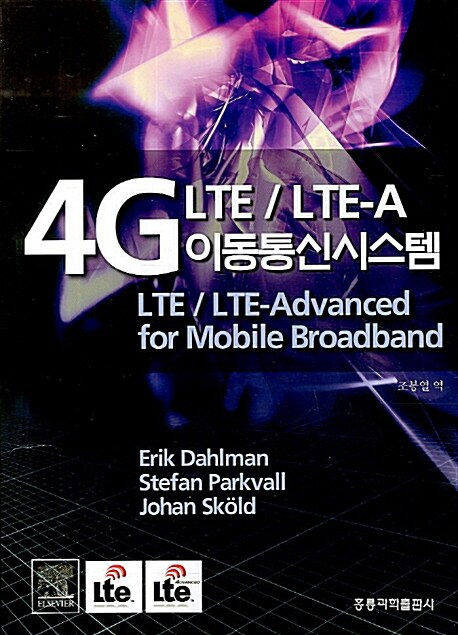 4G LTE / LTE-A
이동통신시스템
LTE / LTE-Advanced
for Mobile Broadband
조봉열 역
Erik Dahlman
Stefan Parkvall
Johan Sköld
ELSEVIER
Lte
Lte
ADVANCED
홍릉과학출판사